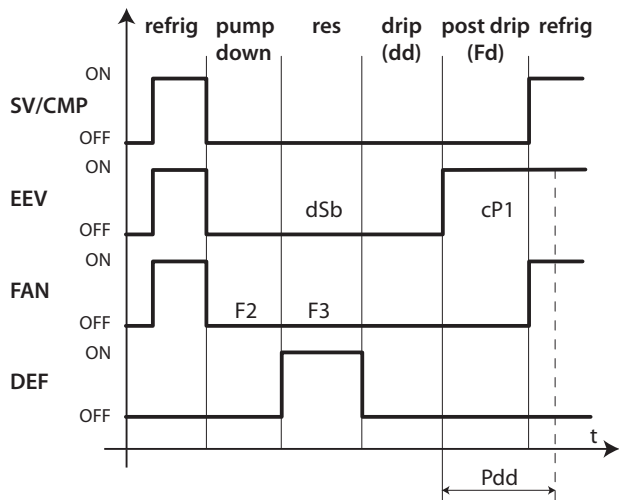 refrig pump res drip post drip refrig
down (dd) (Fd)
ON
SV/CMP
OFF
ON
EEV dSb cP1
OFF
ON
FAN
F2 F3
OFF
ON
DEF
OFF
t
Pdd